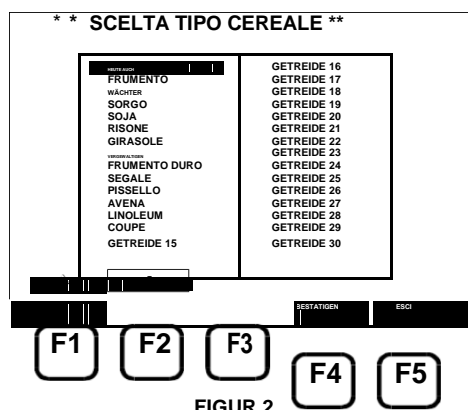 * * SCELTA TIPO CEREALE **
HEUTE AUCH
FRUMENTO
WÄCHTER
SORGO
SOJA
RISONE
GIRASOLE
VERGEWALTIGEN
FRUMENTO DURO
SEGALE
PISSELLO
AVENA
LINOLEUM
COUPE
GETREIDE 15
GETREIDE 16
GETREIDE 17
GETREIDE 18
GETREIDE 19
GETREIDE 20
GETREIDE 21
GETREIDE 22
GETREIDE 23
GETREIDE 24
GETREIDE 25
GETREIDE 26
GETREIDE 27
GETREIDE 28
GETREIDE 29
GETREIDE 30
BESTATIGEN ESCI
F1 F2 F3
F4 F5
FIGUR 2